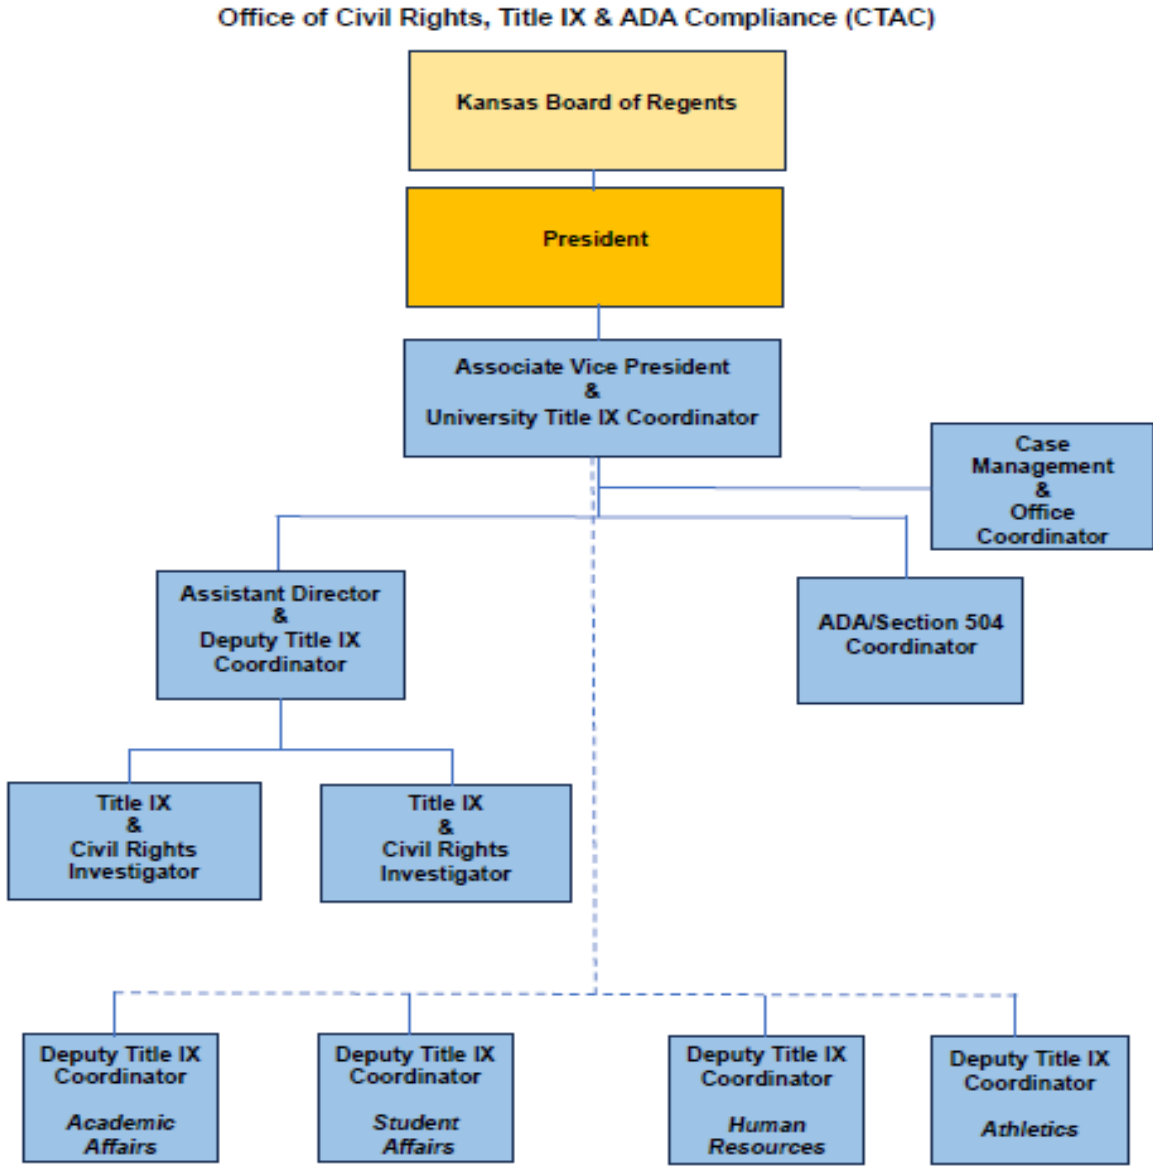 Office of Civil Rights, Title IX & ADA Compliance (CTAC)
Kansas Board of Regents
President
Associate Vice President
&
University Title IX Coordinator
Case
Management
&
Office
Coordinator
Assistant Director
&
Deputy Title IX
Coordinator
ADA/Section 504
Coordinator
Title IX
&
Civil Rights
Investigator
Title IX
&
Civil Rights
Investigator
Deputy Title IX
Coordinator
Academic
Affairs
Deputy Title IX
Coordinator
Student
Affairs
Deputy Title IX
Coordinator
Human
Resources
Deputy Title IX
Coordinator
Athletics